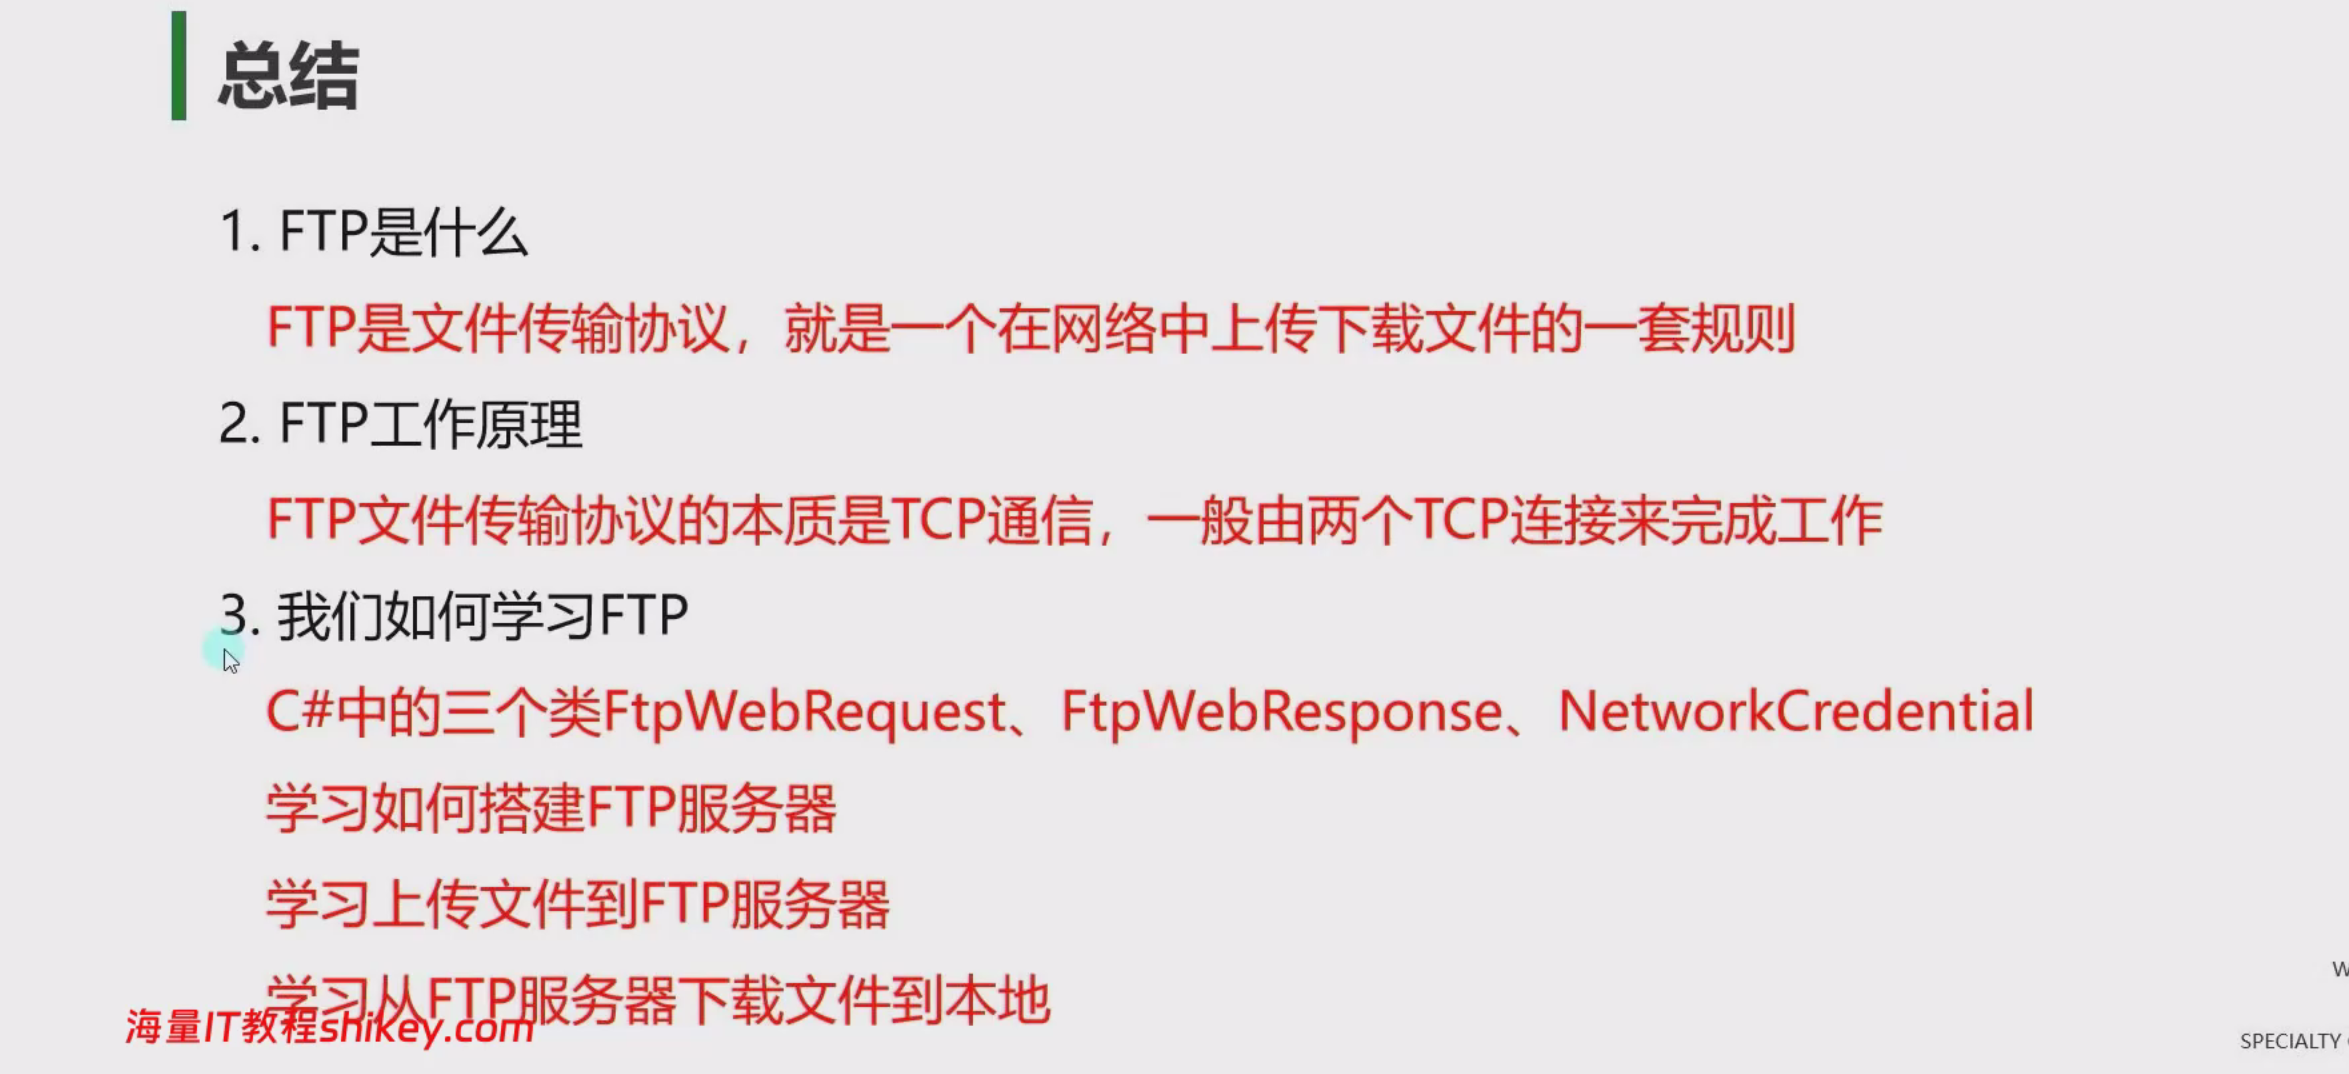 总结
1. FTP是什么
FTP是文件传输协议，就是一个在网络中上传下载文件的一套规则
2. FTP工作原理
FTP文件传输协议的本质是TCP通信，一般由两个TCP连接来完成工作
3. 我们如何学习FTP
C#中的三个类FtpWebRequest、FtpWebResponse、NetworkCredential
学习如何搭建FTP服务器
学习上传文件到FTP服务器
学习从FTP服务器下载文件到本地
海量IT教程shikey.com
W
SPECIALTY